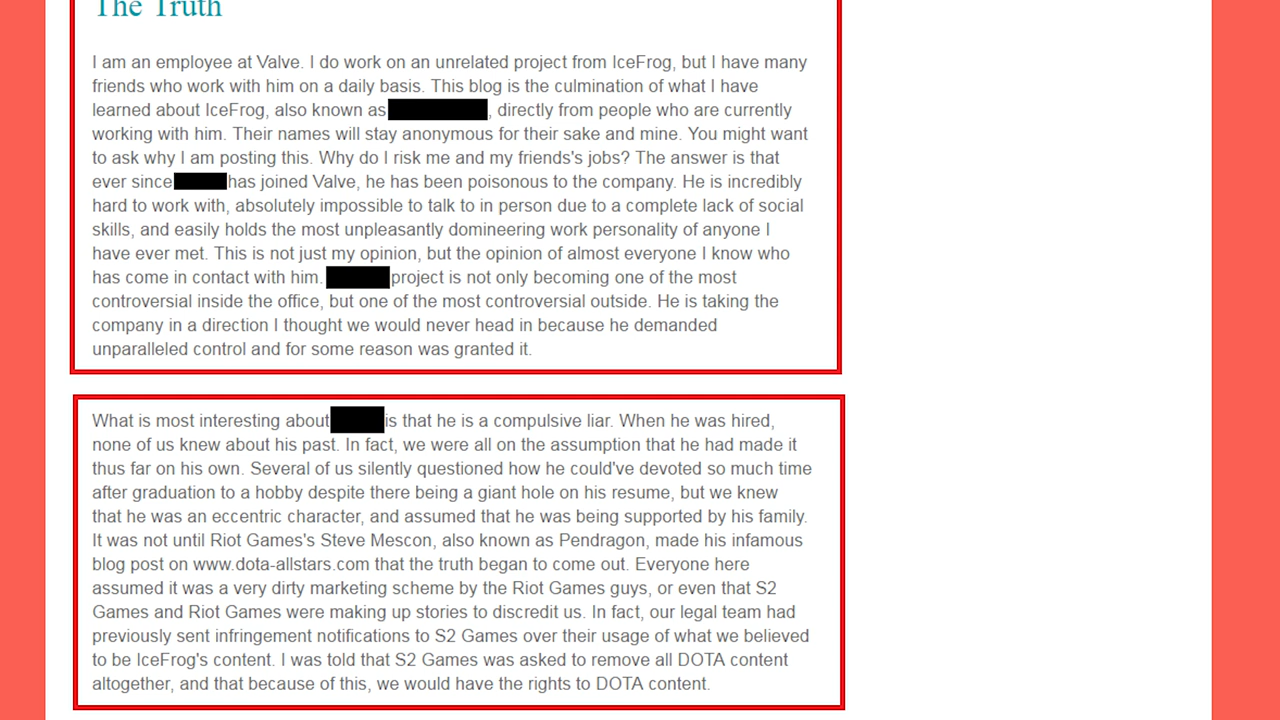 The Truth
I am an employee at Valve. I do work on an unrelated project from IceFrog, but I have many
friends who work with him on a daily basis. This blog is the culmination of what I have
learned about IceFrog, also known as , directly from people who are currently
working with him. Their names will stay anonymous for their sake and mine. You might want
to ask why I am posting this. Why do I risk me and my friends's jobs? The answer is that
ever since has joined Valve, he has been poisonous to the company. He is incredibly
hard to work with, absolutely impossible to talk to in person due to a complete lack of social
skills, and easily holds the most unpleasantly domineering work personality of anyone I
have ever met. This is not just my opinion, but the opinion of almost everyone I know who
has come in contact with him. project is not only becoming one of the most
controversial inside the office, but one of the most controversial outside. He is taking the
company in a direction I thought we would never head in because he demanded
unparalleled control and for some reason was granted it.
What is most interesting about is that he is a compulsive liar. When he was hired,
none of us knew about his past. In fact, we were all on the assumption that he had made it
thus far on his own. Several of us silently questioned how he could've devoted so much time
after graduation to a hobby despite there being a giant hole on his resume, but we knew
that he was an eccentric character, and assumed that he was being supported by his family.
It was not until Riot Games's Steve Mescon, also known as Pendragon, made his infamous
blog post on www.dota-allstars.com that the truth began to come out. Everyone here
assumed it was a very dirty marketing scheme by the Riot Games guys, or even that S2
Games and Riot Games were making up stories to discredit us. In fact, our legal team had
previously sent infringement notifications to S2 Games over their usage of what we believed
to be IceFrog's content. I was told that S2 Games was asked to remove all DOTA content
altogether, and that because of this, we would have the rights to DOTA content.